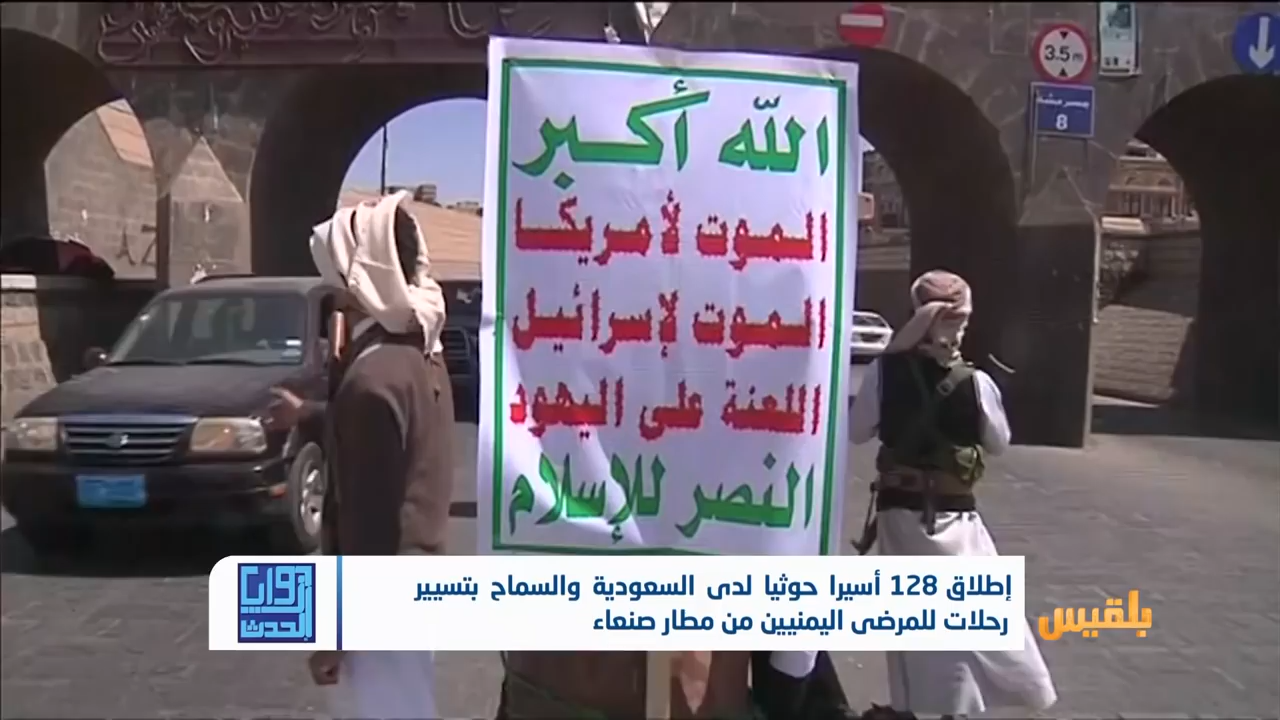 3.5m
8
الله أكبر
الموت لأمريكا
الموت لإسرائيل
اللعنة على اليهود
النصر للإسلام
إطلاق 128 أسيرا حوثيا لدى السعودية والسماح بتسيير
رحلات للمرضى اليمنيين من مطار صنعاء
بلقيس
زوايا
الحدث